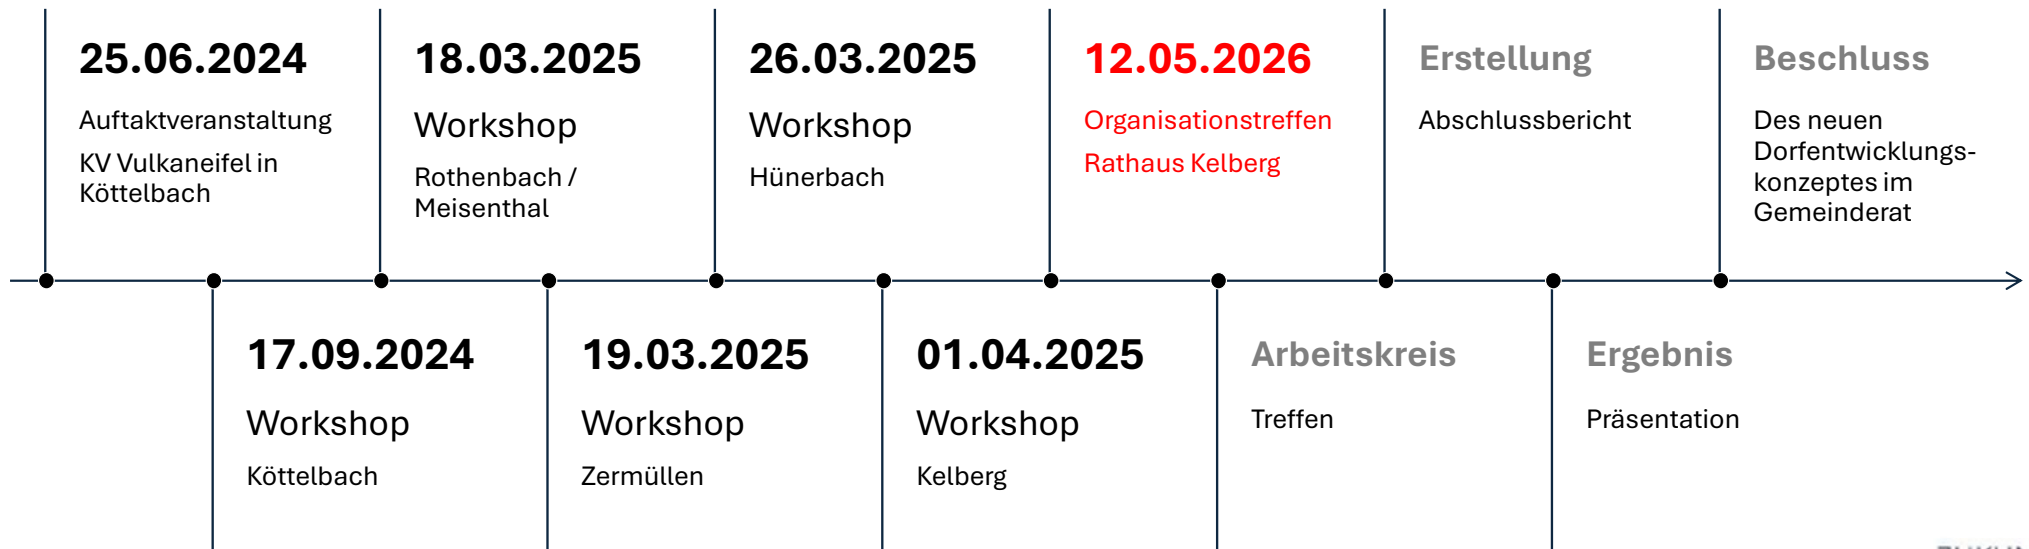 25.06.2024
Auftaktveranstaltung
KV Vulkaneifel in
Köttelbach
17.09.2024
Workshop
Köttelbach
18.03.2025
Workshop
Rothenbach /
Meisenthal
19.03.2025
Workshop
Zermüllen
26.03.2025
Workshop
Hünerbach
01.04.2025
Workshop
Kelberg
12.05.2026
Organisationstreffen
Rathaus Kelberg
Arbeitskreis
Treffen
Erstellung
Abschlussbericht
Ergebnis
Präsentation
Beschluss
Des neuen
Dorfentwicklungs-
konzeptes im
Gemeinderat